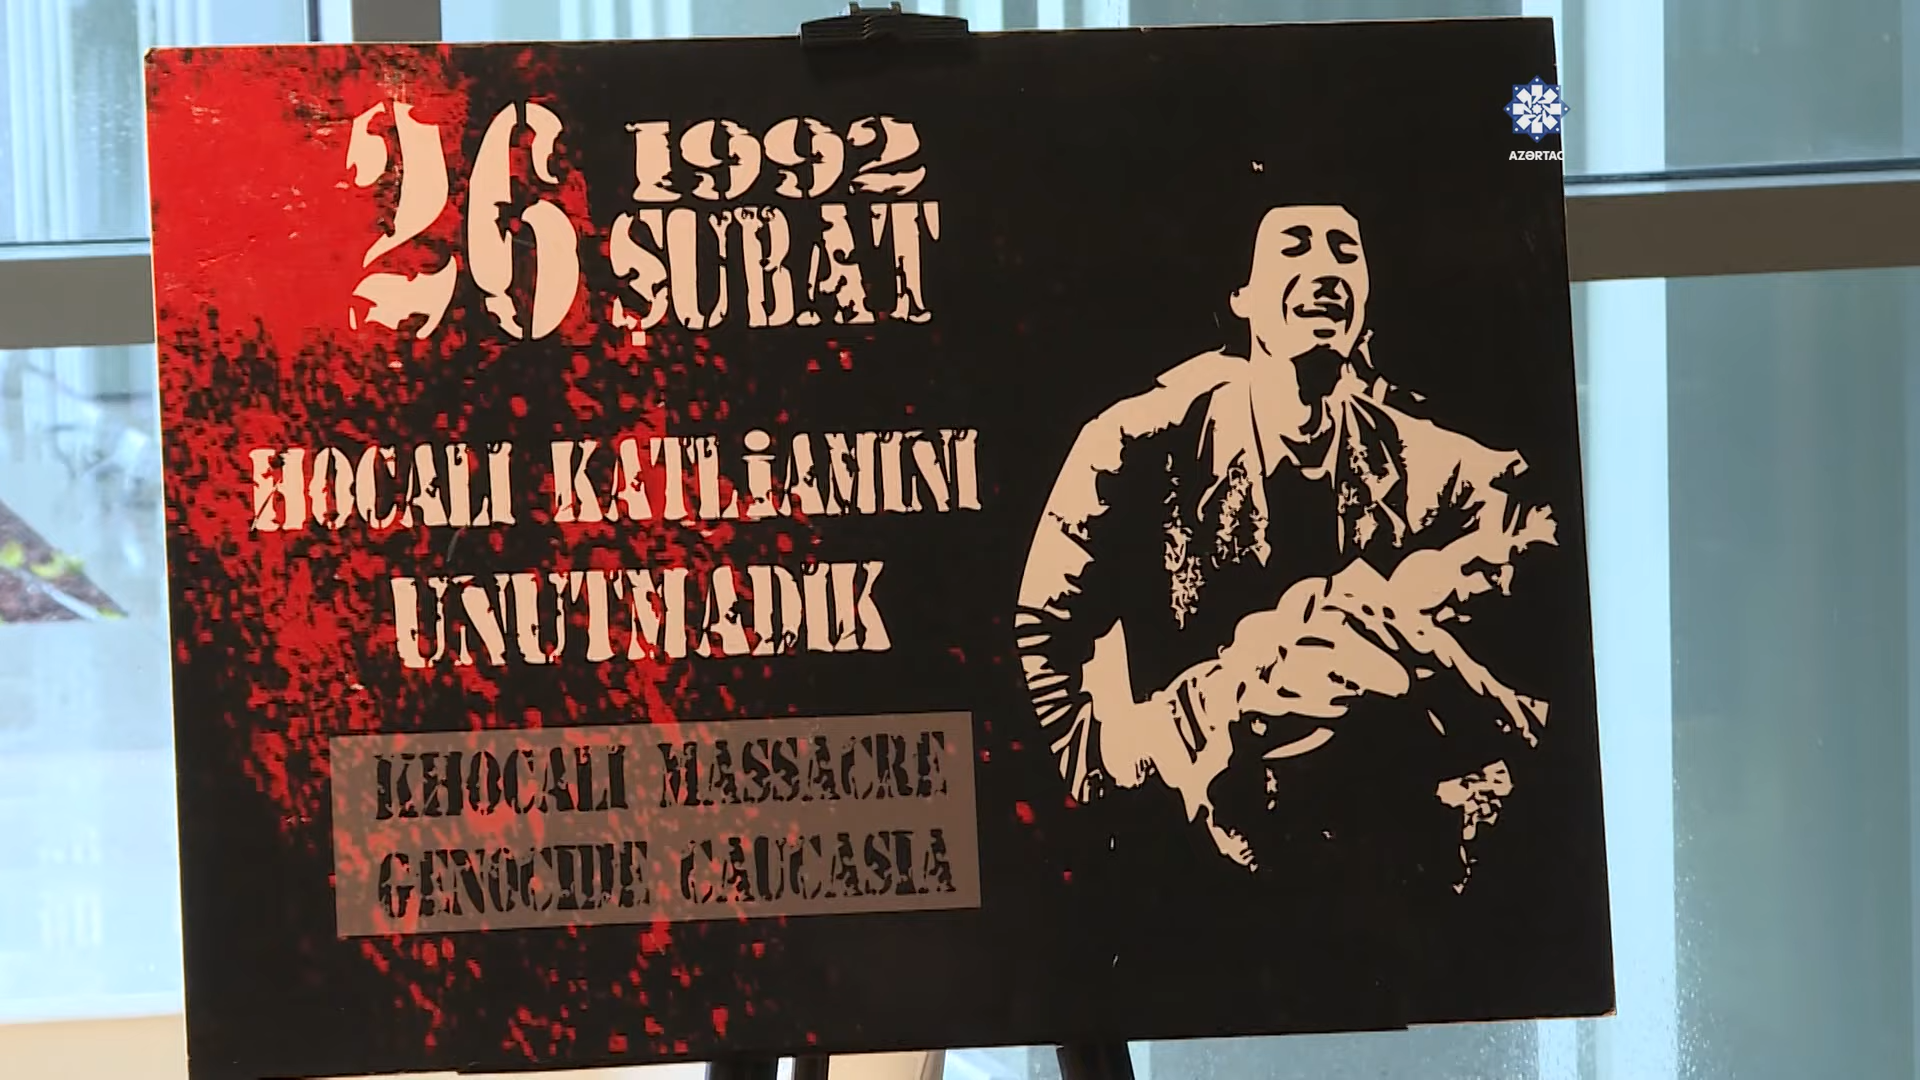 26 1992
ŞUBAT
HOCALI KATLİAMINI
UNUTMADIK
KHOCALI MASSACRE
GENOCIDE CAUCASIA
AZƏRTAC